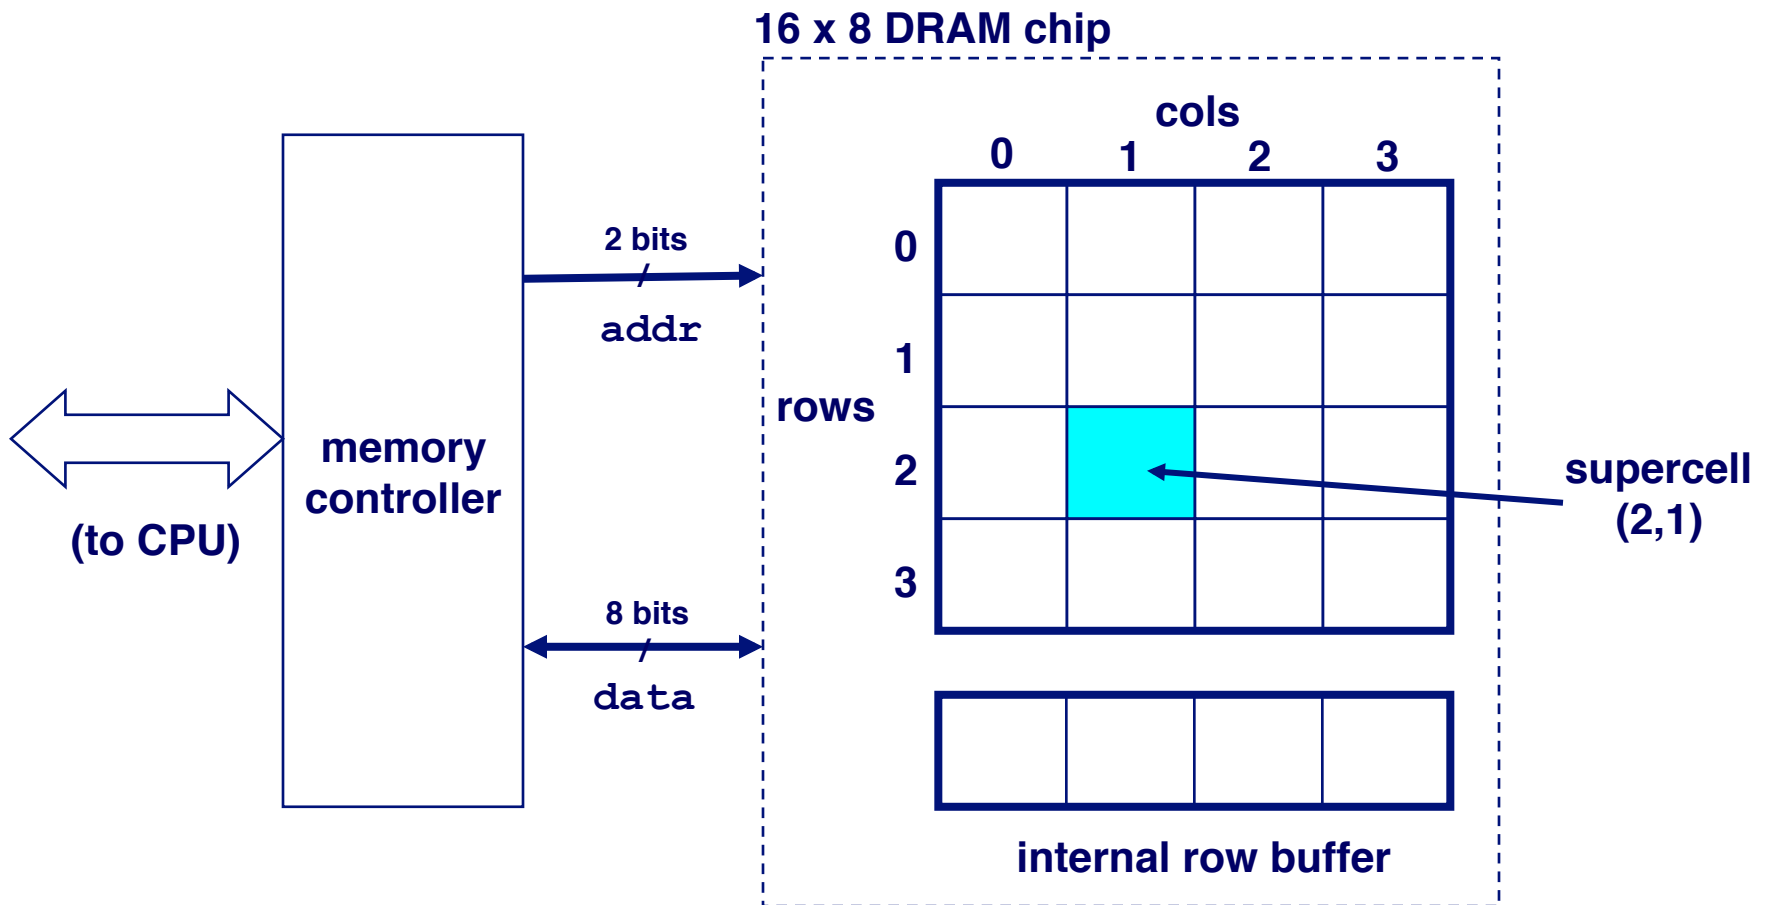 16 x 8 DRAM chip
cols
0 1 2 3
0
1
2
3
rows
2 bits
/
addr
memory
controller
(to CPU)
8 bits
/
data
supercell
(2,1)
internal row buffer